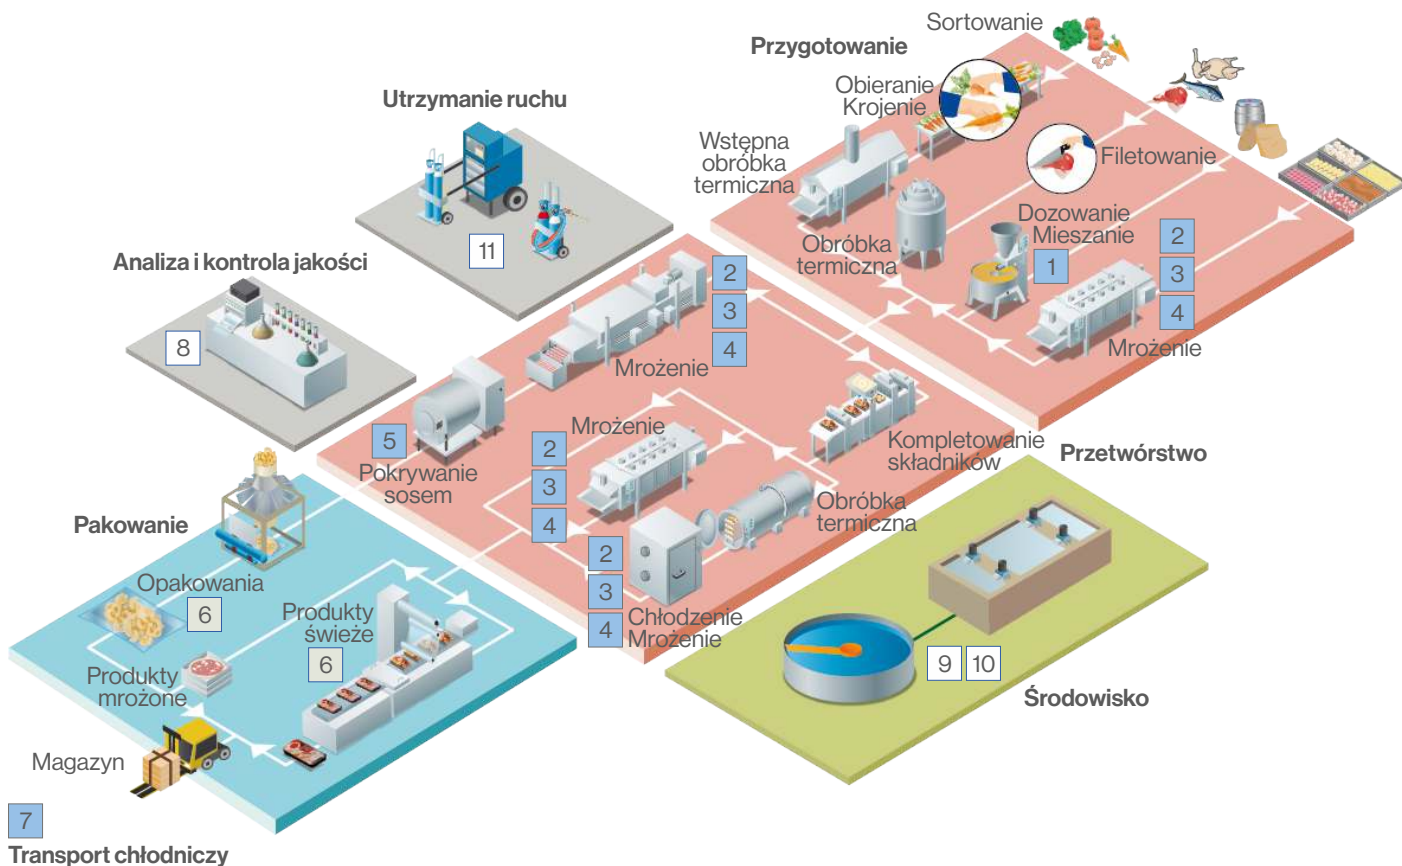 Sortowanie
Przygotowanie
Obieranie
Krojenie
Utrzymanie ruchu
Wstępna
obróbka
termiczna
Filetowanie
Dozowanie
Mieszanie
2
Obróbka
termiczna
1
3
4
Mrożenie
11
Analiza i kontrola jakości
8
2
3
4
Mrożenie
5
Pokrywanie
sosem
Mrożenie
2
3
4
Kompletowanie
składników
Przetwórstwo
Obróbka
termiczna
2
3
4
Chłodzenie
Mrożenie
Pakowanie
Opakowania
6
Produkty
świeże
6
Produkty
mrożone
9 10
Środowisko
Magazyn
7
Transport chłodniczy